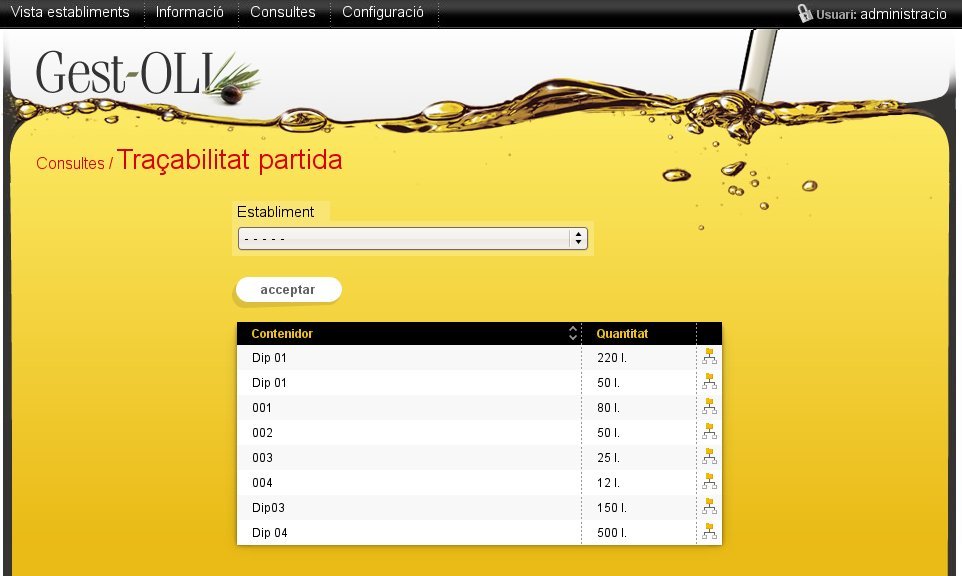 Vista establiments Informació Consultes Configuració Usuari: administracio
Gest-OLI
Consultes / Traçabilitat partida
Establiment
- - - - -
acceptar
Contenidor Quantitat
Dip 01 220 l.
Dip 01 50 l.
001 80 l.
002 50 l.
003 25 l.
004 12 l.
Dip03 150 l.
Dip 04 500 l.